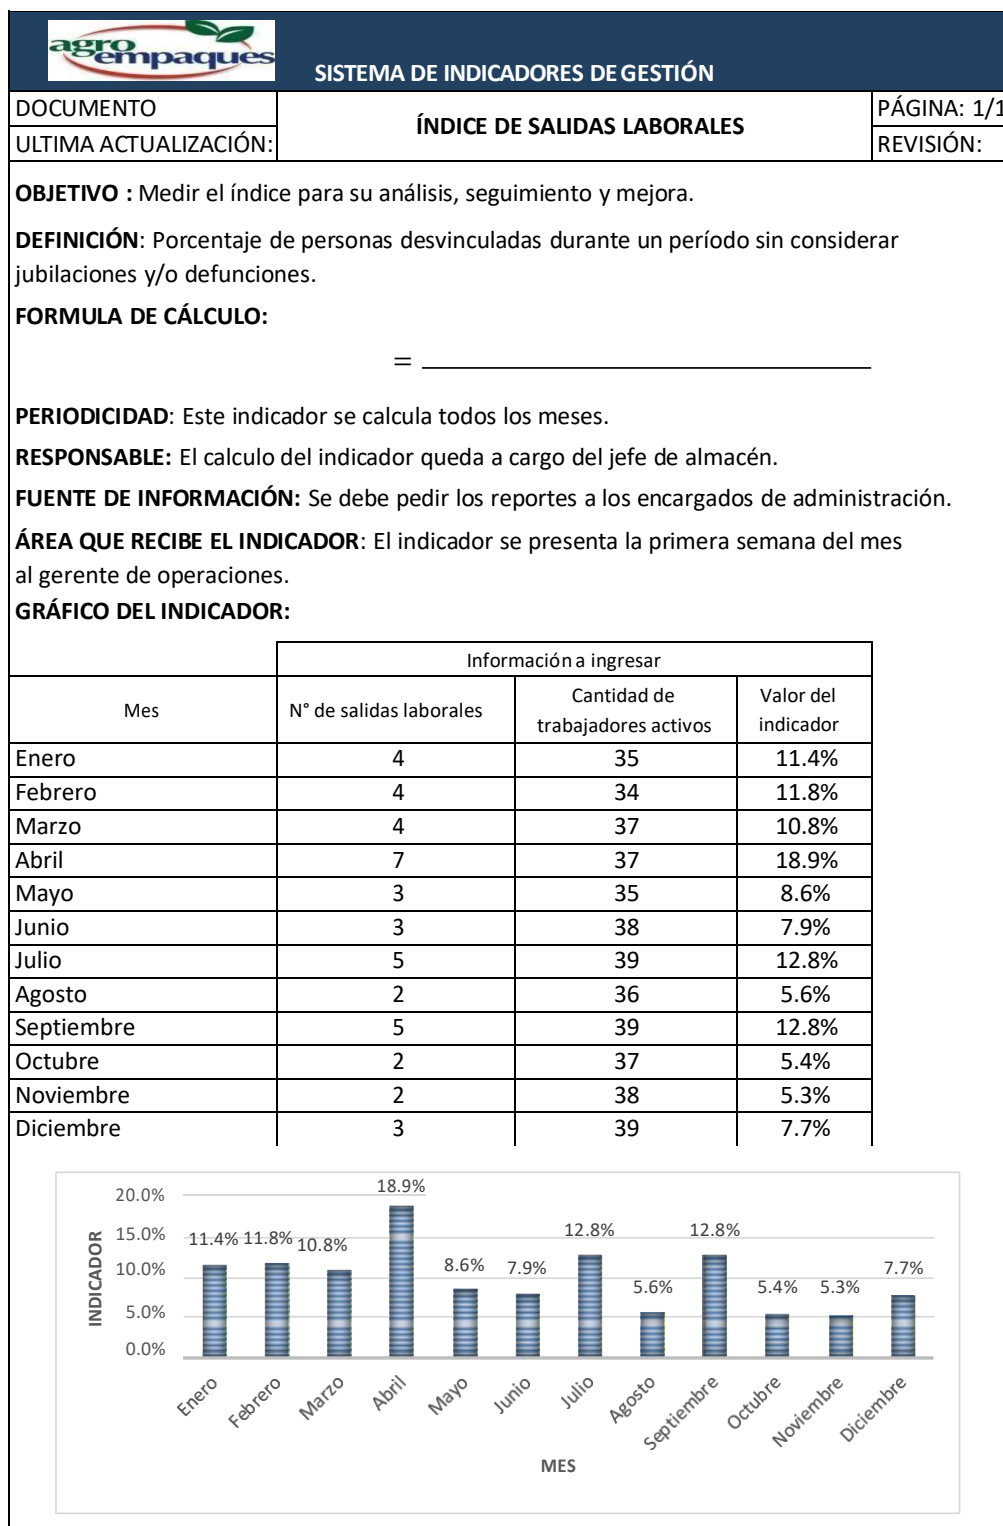 agro
empaques
SISTEMA DE INDICADORES DE GESTIÓN
DOCUMENTO
ULTIMA ACTUALIZACIÓN:
ÍNDICE DE SALIDAS LABORALES
PÁGINA: 1/1
REVISIÓN:
OBJETIVO : Medir el índice para su análisis, seguimiento y mejora.
DEFINICIÓN: Porcentaje de personas desvinculadas durante un período sin considerar
jubilaciones y/o defunciones.
FORMULA DE CÁLCULO:
=
PERIODICIDAD: Este indicador se calcula todos los meses.
RESPONSABLE: El calculo del indicador queda a cargo del jefe de almacén.
FUENTE DE INFORMACIÓN: Se debe pedir los reportes a los encargados de administración.
ÁREA QUE RECIBE EL INDICADOR: El indicador se presenta la primera semana del mes
al gerente de operaciones.
GRÁFICO DEL INDICADOR:
Información a ingresar
Mes N° de salidas laborales Cantidad de trabajadores activos Valor del indicador
Enero 4 35 11.4%
Febrero 4 34 11.8%
Marzo 4 37 10.8%
Abril 7 37 18.9%
Mayo 3 35 8.6%
Junio 3 38 7.9%
Julio 5 39 12.8%
Agosto 2 36 5.6%
Septiembre 5 39 12.8%
Octubre 2 37 5.4%
Noviembre 2 38 5.3%
Diciembre 3 39 7.7%
INDICADOR
20.0%
15.0%
10.0%
5.0%
0.0%
11.4% 11.8% 10.8% 18.9% 8.6% 7.9% 12.8% 5.6% 12.8% 5.4% 5.3% 7.7%
Enero Febrero Marzo Abril Mayo Junio Julio Agosto Septiembre Octubre Noviembre Diciembre
MES